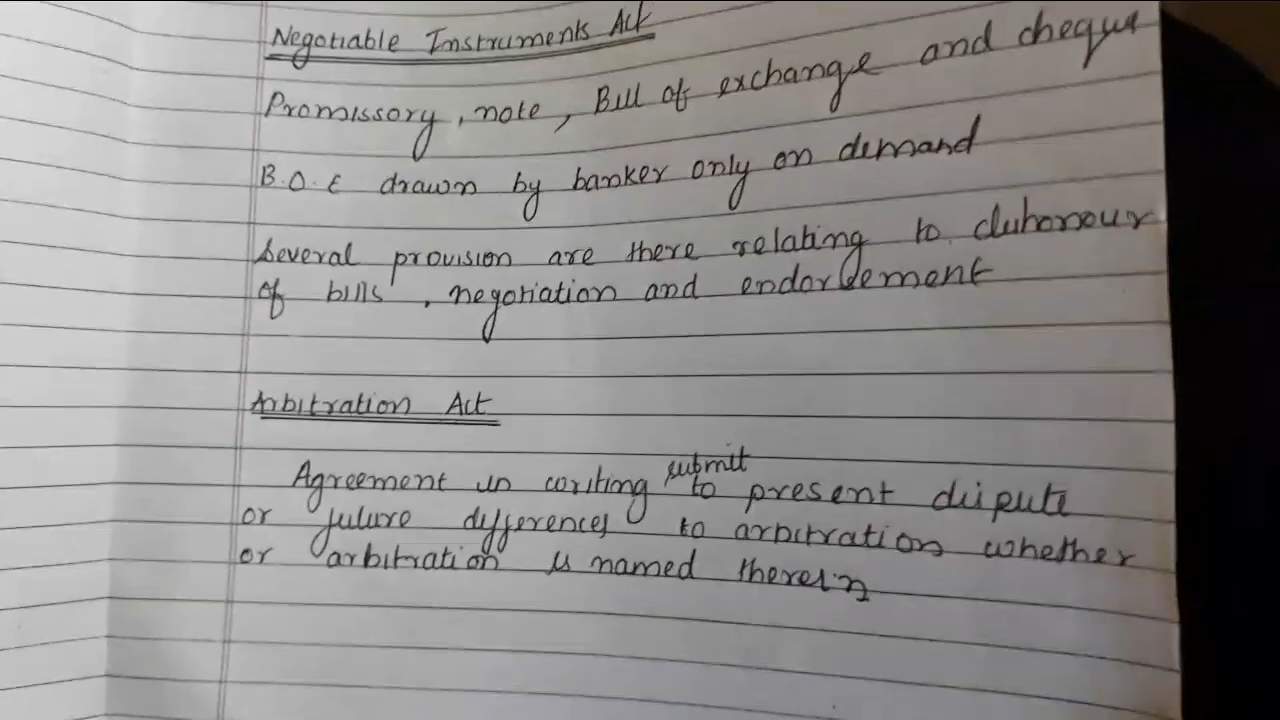 Negotiable Instruments Act
Promissory, note, Bill of exchange and cheque
B.O.E drawn by banker only on demand
Several provision are there relating to dishonour
of bills, negotiation and endorsement
Arbitration Act
Agreement in writing submit to present dispute
or future differences to arbitration whether
or arbitration is named therein